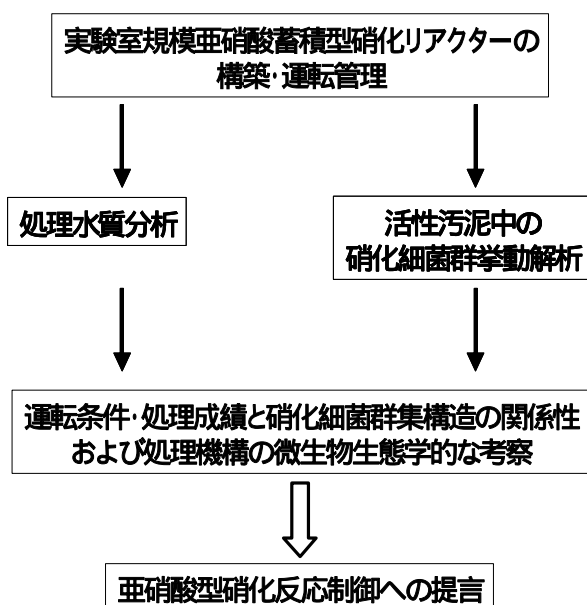 実験室規模亜硝酸蓄積型硝化リアクターの
構築・運転管理
処理水質分析
活性汚泥中の
硝化細菌群挙動解析
運転条件・処理成績と硝化細菌群集構造の関係性
および処理機構の微生物生態学的な考察
亜硝酸型硝化反応制御への提言